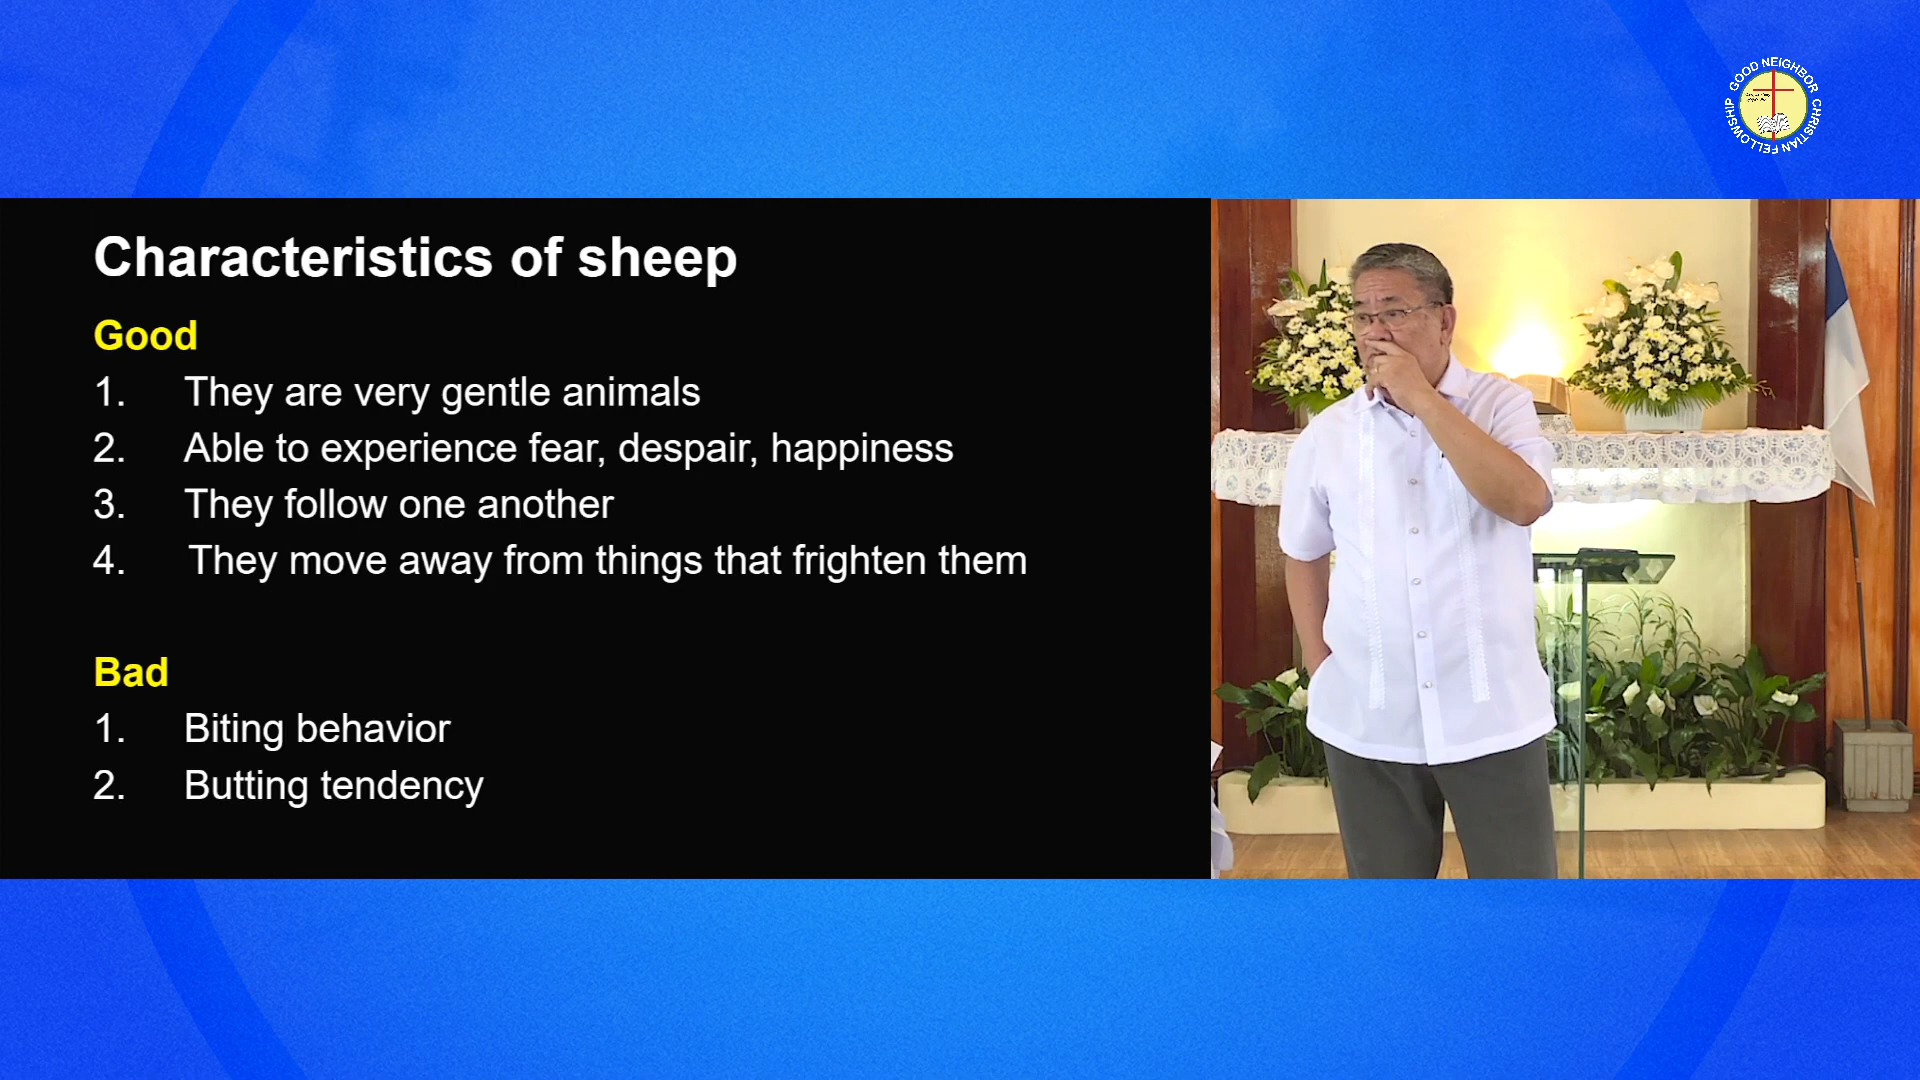 GOOD NEIGHBOR CHRISTIAN FELLOWSHIP
Characteristics of sheep
Good
1. They are very gentle animals
2. Able to experience fear, despair, happiness
3. They follow one another
4. They move away from things that frighten them
Bad
1. Biting behavior
2. Butting tendency